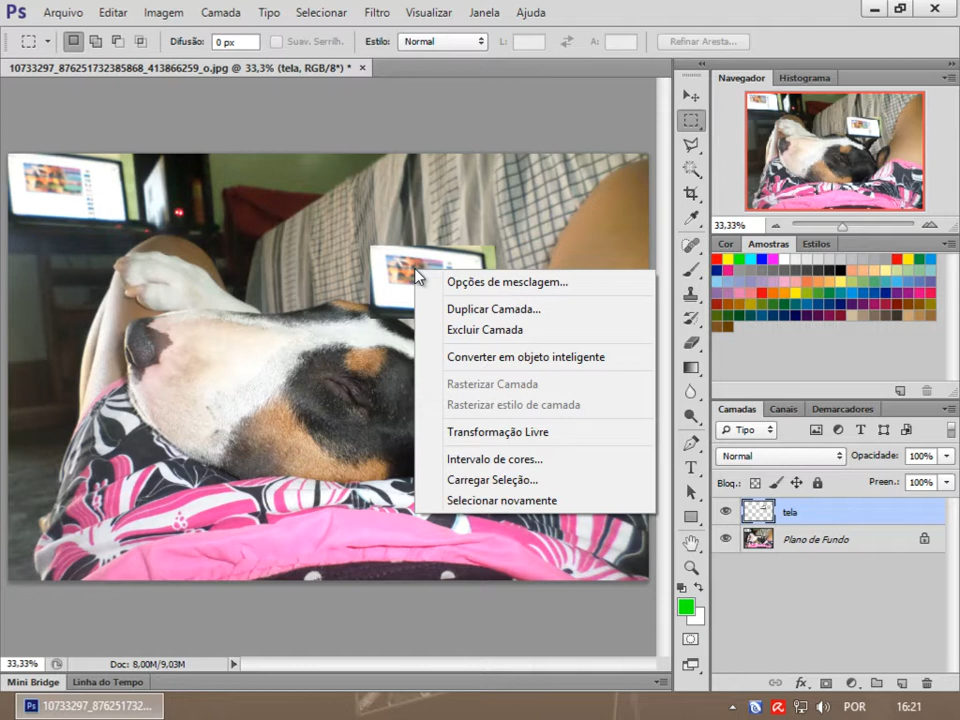 Ps Arquivo Editar Imagem Camada Tipo Selecionar Filtro Visualizar Janela Ajuda
Difusão: 0 px Suav. Serrilh. Estilo: Normal L: A: Refinar Aresta...
10733297_876251732385868_413866259_o.jpg @ 33,3% (tela, RGB/8*) * ×
Navegador Histograma
33,33%
Cor Amostras Estilos
Opções de mesclagem...
Duplicar Camada...
Excluir Camada
Converter em objeto inteligente
Rasterizar Camada
Rasterizar estilo de camada
Transformação Livre
Intervalo de cores...
Carregar Seleção...
Selecionar novamente
Camadas Canais Demarcadores
Tipo
Normal Opacidade: 100%
Bloq.: Preen.: 100%
tela
Plano de Fundo
fx
33,33% Doc: 8,00M/9,03M
Mini Bridge Linha do Tempo
Ps 10733297_876251732... POR 16:21